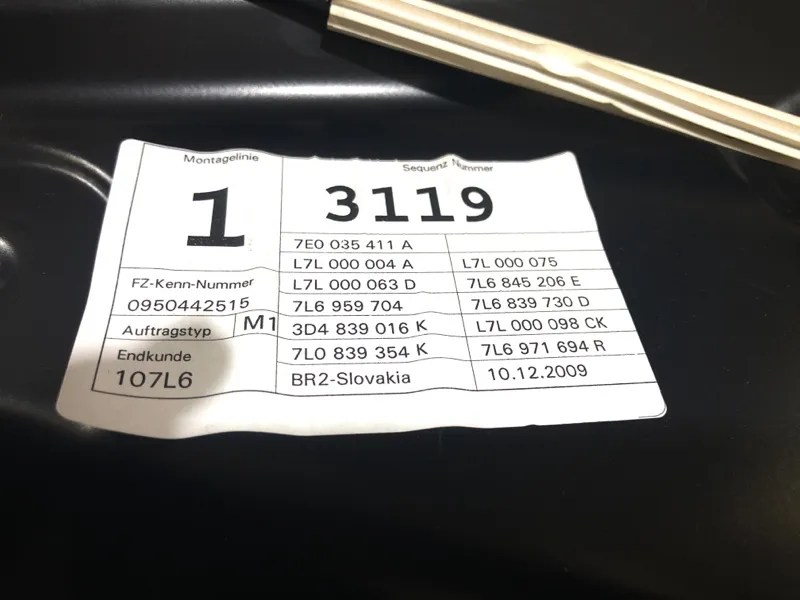 Montagelinie
1
Sequenz Nummer
3119
FZ-Kenn-Nummer
0950442515
Auftragstyp M1
Endkunde
107L6
7E0 035 411 A
L7L 000 004 A L7L 000 075
L7L 000 063 D 7L6 845 206 E
7L6 959 704 7L6 839 730 D
3D4 839 016 K L7L 000 098 CK
7L0 839 354 K 7L6 971 694 R
BR2-Slovakia 10.12.2009